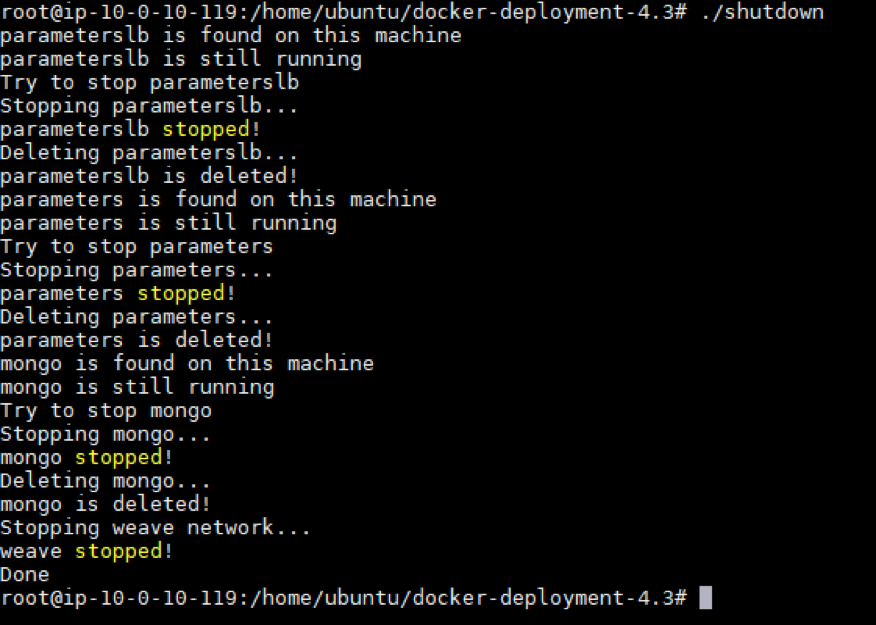 root@ip-10-0-10-119:/home/ubuntu/docker-deployment-4.3# ./shutdown
parameterslb is found on this machine
parameterslb is still running
Try to stop parameterslb
Stopping parameterslb...
parameterslb stopped!
Deleting parameterslb...
parameterslb is deleted!
parameters is found on this machine
parameters is still running
Try to stop parameters
Stopping parameters...
parameters stopped!
Deleting parameters...
parameters is deleted!
mongo is found on this machine
mongo is still running
Try to stop mongo
Stopping mongo...
mongo stopped!
Deleting mongo...
mongo is deleted!
Stopping weave network...
weave stopped!
Done
root@ip-10-0-10-119:/home/ubuntu/docker-deployment-4.3#